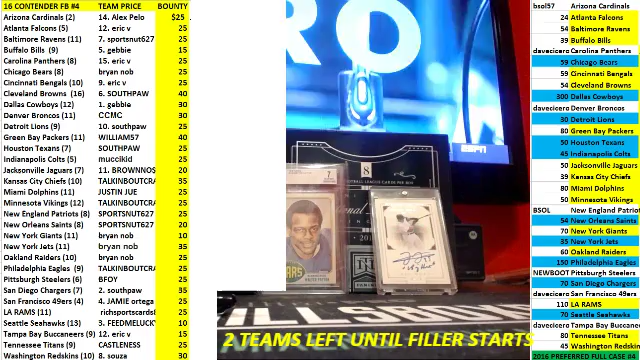 16 CONTENDER FB #4 TEAM PRICE BOUNTY
Arizona Cardinals (2) 14. Alex Pelo $25
Atlanta Falcons (5) 12. eric v 25
Baltimore Ravens (11) 7. sportsnut627 25
Buffalo Bills (9) 5. gebbie 15
Carolina Panthers (8) 15. eric v 25
Chicago Bears (8) bryan nob 25
Cincinnati Bengals (10) 9. eric v 25
Cleveland Browns (16) 6. SOUTHPAW 40
Dallas Cowboys (12) 1. gebbie 30
Denver Broncos (11) CCMC 30
Detroit Lions (9) 10. southpaw 25
Green Bay Packers (11) WILLIAM57 40
Houston Texas (7) SOUTHPAW 25
Indianapolis Colts (5) muccikid 25
Jacksonville Jaguars (7) 11. BROWNNOS 20
Kansas City Chiefs (10) TALKINBOUTCRA 35
Miami Dolphins (11) JUSTIN JUE 25
Minnesota Vikings (12) TALKINBOUTCRA 25
New England Patriots (8) SPORTSNUT627 25
New Orleans Saints (8) SPORTSNUT627 20
New York Giants (11) bryan nob 10
New York Jets (11) bryan nob 35
Oakland Raiders (10) bryan nob 25
Philadelphia Eagles (9) TALKINBOUTCRA 25
Pittsburgh Steelers (6) BFOY 25
San Diego Chargers (7) 2. southpaw 35
San Francisco 49ers (4) 4. JAMIE ortega 25
LA RAMS (11) richsportscards 25
Seattle Seahawks (13) 3. FEEDMELUCKY 10
Tampa Bay Buccaneers (9) 12. eric v 15
Tennessee Titans (9) CASTLENESS 25
Washington Redskins (10) 8. souza 30
RO
ESPN
8
7
BEARS
2 TEAMS LEFT UNTIL FILLER STARTS
bsol57 Arizona Cardinals
24 Atlanta Falcons
54 Baltimore Ravens
39 Buffalo Bills
davecicero Carolina Panthers
59 Chicago Bears
59 Cincinnati Bengals
54 Cleveland Browns
300 Dallas Cowboys
davecicero Denver Broncos
30 Detroit Lions
80 Green Bay Packers
50 Houston Texans
45 Indianapolis Colts
50 Jacksonville Jaguars
39 Kansas City Chiefs
80 Miami Dolphins
50 Minnesota Vikings
BSOL New England Patriots
54 New Orleans Saints
70 New York Giants
35 New York Jets
60 Oakland Raiders
150 Philadelphia Eagles
NEWBOOT Pittsburgh Steelers
70 San Diego Chargers
davecicero San Francisco 49ers
110 LA RAMS
70 Seattle Seahawks
davecicero Tampa Bay Buccaneers
80 Tennessee Titans
45 Washington Redskins
2016 PREFERRED FULL CASE #4